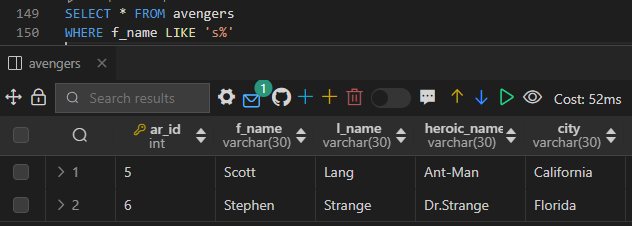 149 SELECT * FROM avengers
150 WHERE f_name LIKE 's%'
avengers
Search results 1 Cost: 52ms
ar_id f_name l_name heroic_name city
int varchar(30) varchar(30) varchar(30) varchar(30)
1 5 Scott Lang Ant-Man California
2 6 Stephen Strange Dr.Strange Florida